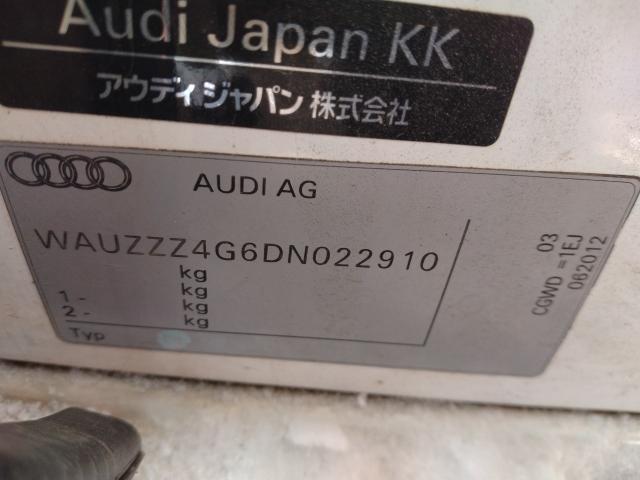 Audi Japan KK
アウディ ジャパン 株式会社
AUDI AG
WAUZZZ4G6DN022910
kg
1 - kg
2 - kg
kg
Typ
03
CGWD =1EJ
062012